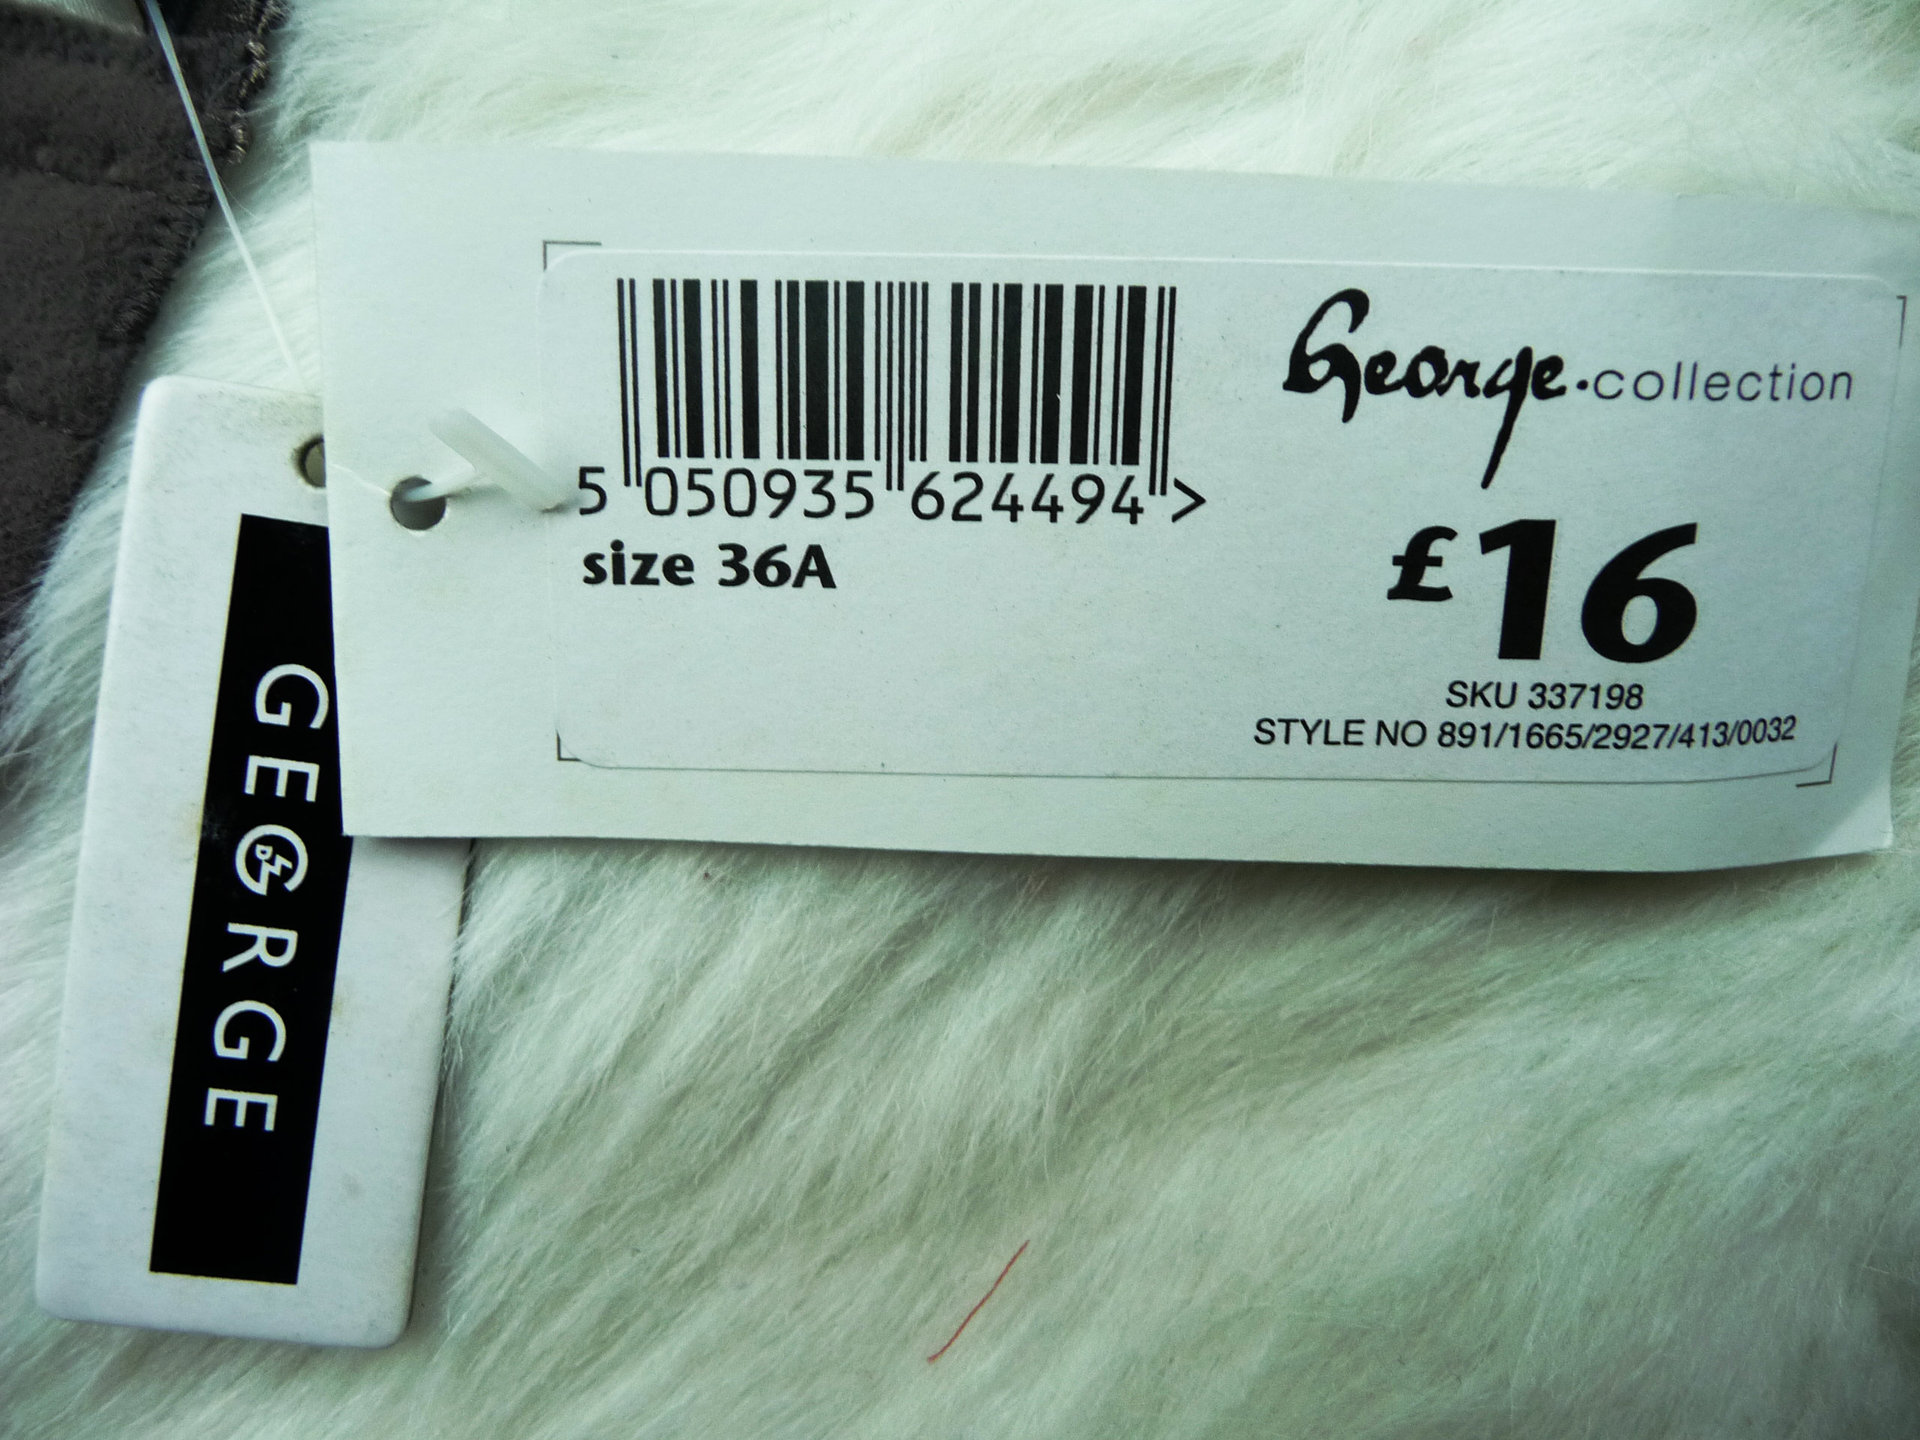 George.collection
5 050935 624494 >
size 36A
£16
SKU 337198
STYLE NO 891/1665/2927/413/0032
GEORGE